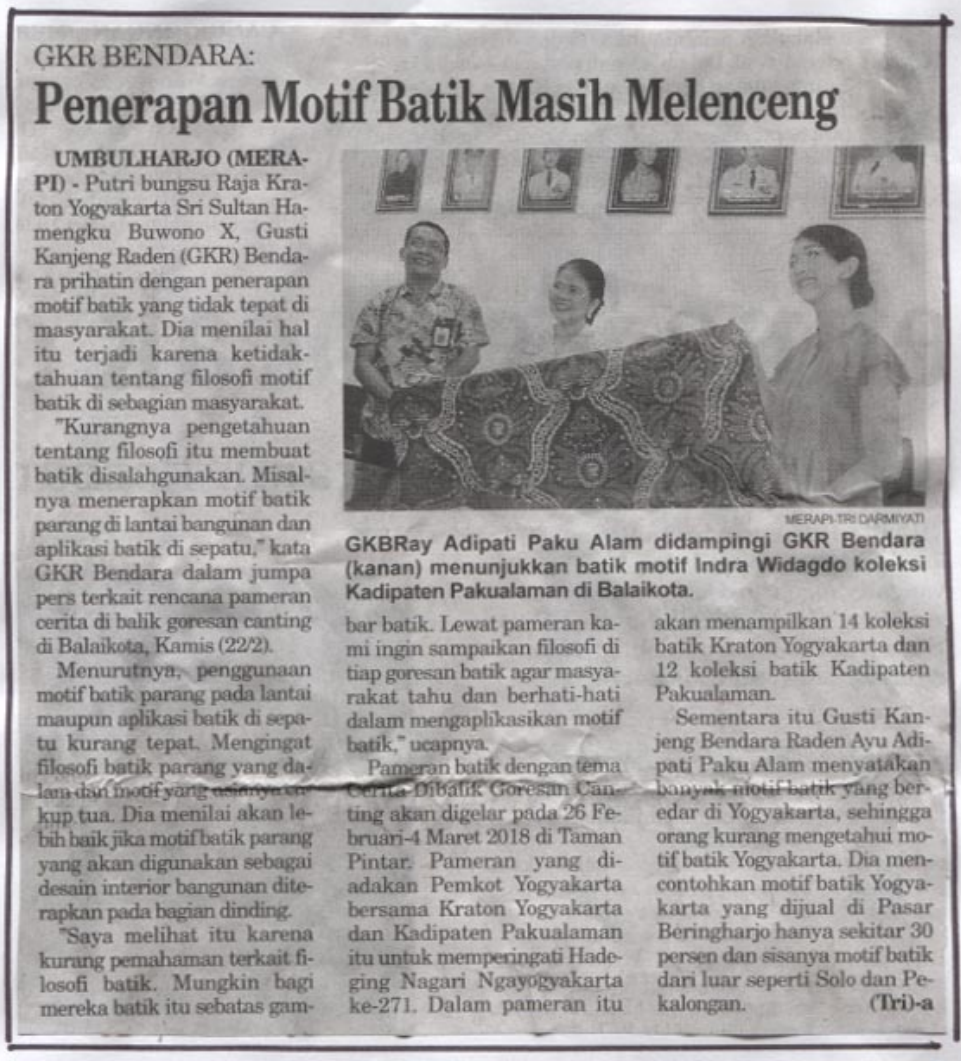 GKR BENDARA:
Penerapan Motif Batik Masih Melenceng
UMBULHARJO (MERA-
PI) - Putri bungsu Raja Kra-
ton Yogyakarta Sri Sultan Ha-
mengku Buwono X, Gusti
Kanjeng Raden (GKR) Benda-
ra prihatin dengan penerapan
motif batik yang tidak tepat di
masyarakat. Dia menilai hal
itu terjadi karena ketidak-
tahuan tentang filosofi motif
batik di sebagian masyarakat.
"Kurangnya pengetahuan
tentang filosofi itu membuat
batik disalahgunakan. Misal-
nya menerapkan motif batik
parang di lantai bangunan dan
aplikasi batik di sepatu," kata
GKR Bendara dalam jumpa
pers terkait rencana pameran
cerita di balik goresan canting
di Balaikota, Kamis (22/2).
Menurutnya, penggunaan
motif batik parang pada lantai
maupun aplikasi batik di sepa-
tu kurang tepat. Mengingat
filosofi batik parang yang da-
lam dan motif yang usianya cu-
kup tua. Dia menilai akan le-
bih baik jika motif batik parang
yang akan digunakan sebagai
desain interior bangunan dite-
rapkan pada bagian dinding.
"Saya melihat itu karena
kurang pemahaman terkait fi-
losofi batik. Mungkin bagi
mereka batik itu sebatas gam-
MERAPI-TRI DARMIYATI
GKBRay Adipati Paku Alam didampingi GKR Bendara
(kanan) menunjukkan batik motif Indra Widagdo koleksi
Kadipaten Pakualaman di Balaikota.
bar batik. Lewat pameran ka-
mi ingin sampaikan filosofi di
tiap goresan batik agar masya-
rakat tahu dan berhati-hati
dalam mengaplikasikan motif
batik," ucapnya.
Pameran batik dengan tema
Cerita Dibalik Goresan Can-
ting akan digelar pada 26 Fe-
bruari-4 Maret 2018 di Taman
Pintar. Pameran yang di-
adakan Pemkot Yogyakarta
bersama Kraton Yogyakarta
dan Kadipaten Pakualaman
itu untuk memperingati Hade-
ging Nagari Ngayogyakarta
ke-271. Dalam pameran itu
akan menampilkan 14 koleksi
batik Kraton Yogyakarta dan
12 koleksi batik Kadipaten
Pakualaman.
Sementara itu Gusti Kan-
jeng Bendara Raden Ayu Adi-
pati Paku Alam menyatakan
banyak motif batik yang ber-
edar di Yogyakarta, sehingga
orang kurang mengetahui mo-
tif batik Yogyakarta. Dia men-
contohkan motif batik Yogya-
karta yang dijual di Pasar
Beringharjo hanya sekitar 30
persen dan sisanya motif batik
dari luar seperti Solo dan Pe-
kalongan. (Tri)-a